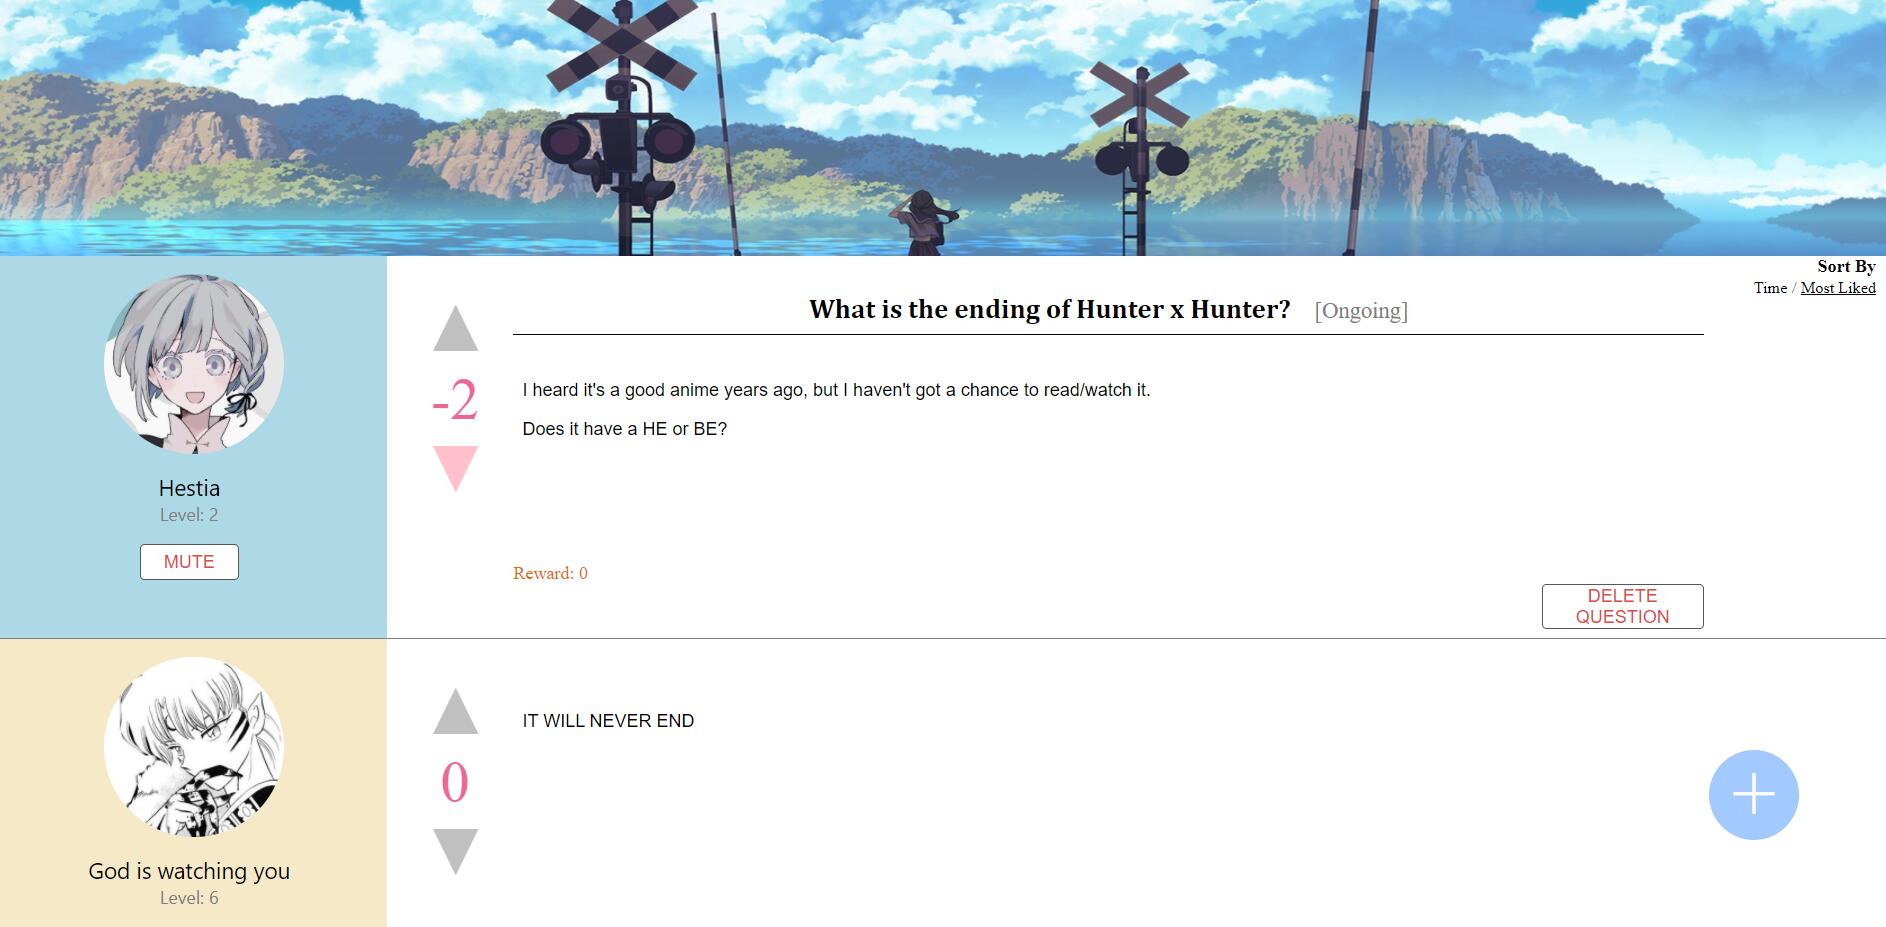 Sort By
Time / Most Liked
What is the ending of Hunter x Hunter? [Ongoing]
-2
I heard it's a good anime years ago, but I haven't got a chance to read/watch it.
Does it have a HE or BE?
Hestia
Level: 2
MUTE
Reward: 0
DELETE
QUESTION
IT WILL NEVER END
0
God is watching you
Level: 6